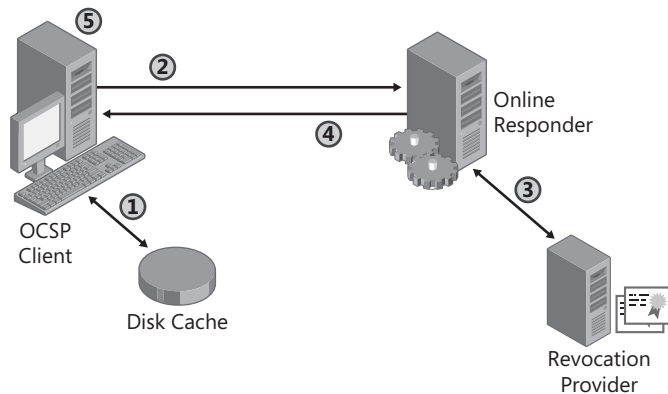 5
2
4
Online
Responder
1
3
OCSP
Client
Disk Cache
Revocation
Provider